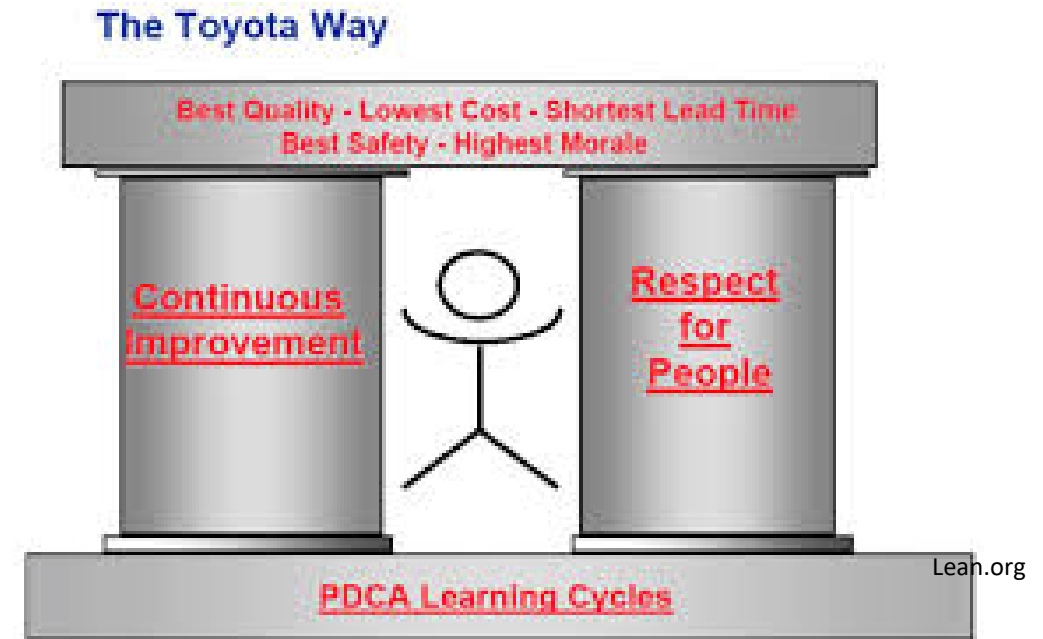 The Toyota Way
Best Quality - Lowest Cost - Shortest Lead Time
Best Safety - Highest Morale
Continuous
Improvement
Respect
for
People
Lean.org
PDCA Learning Cycles